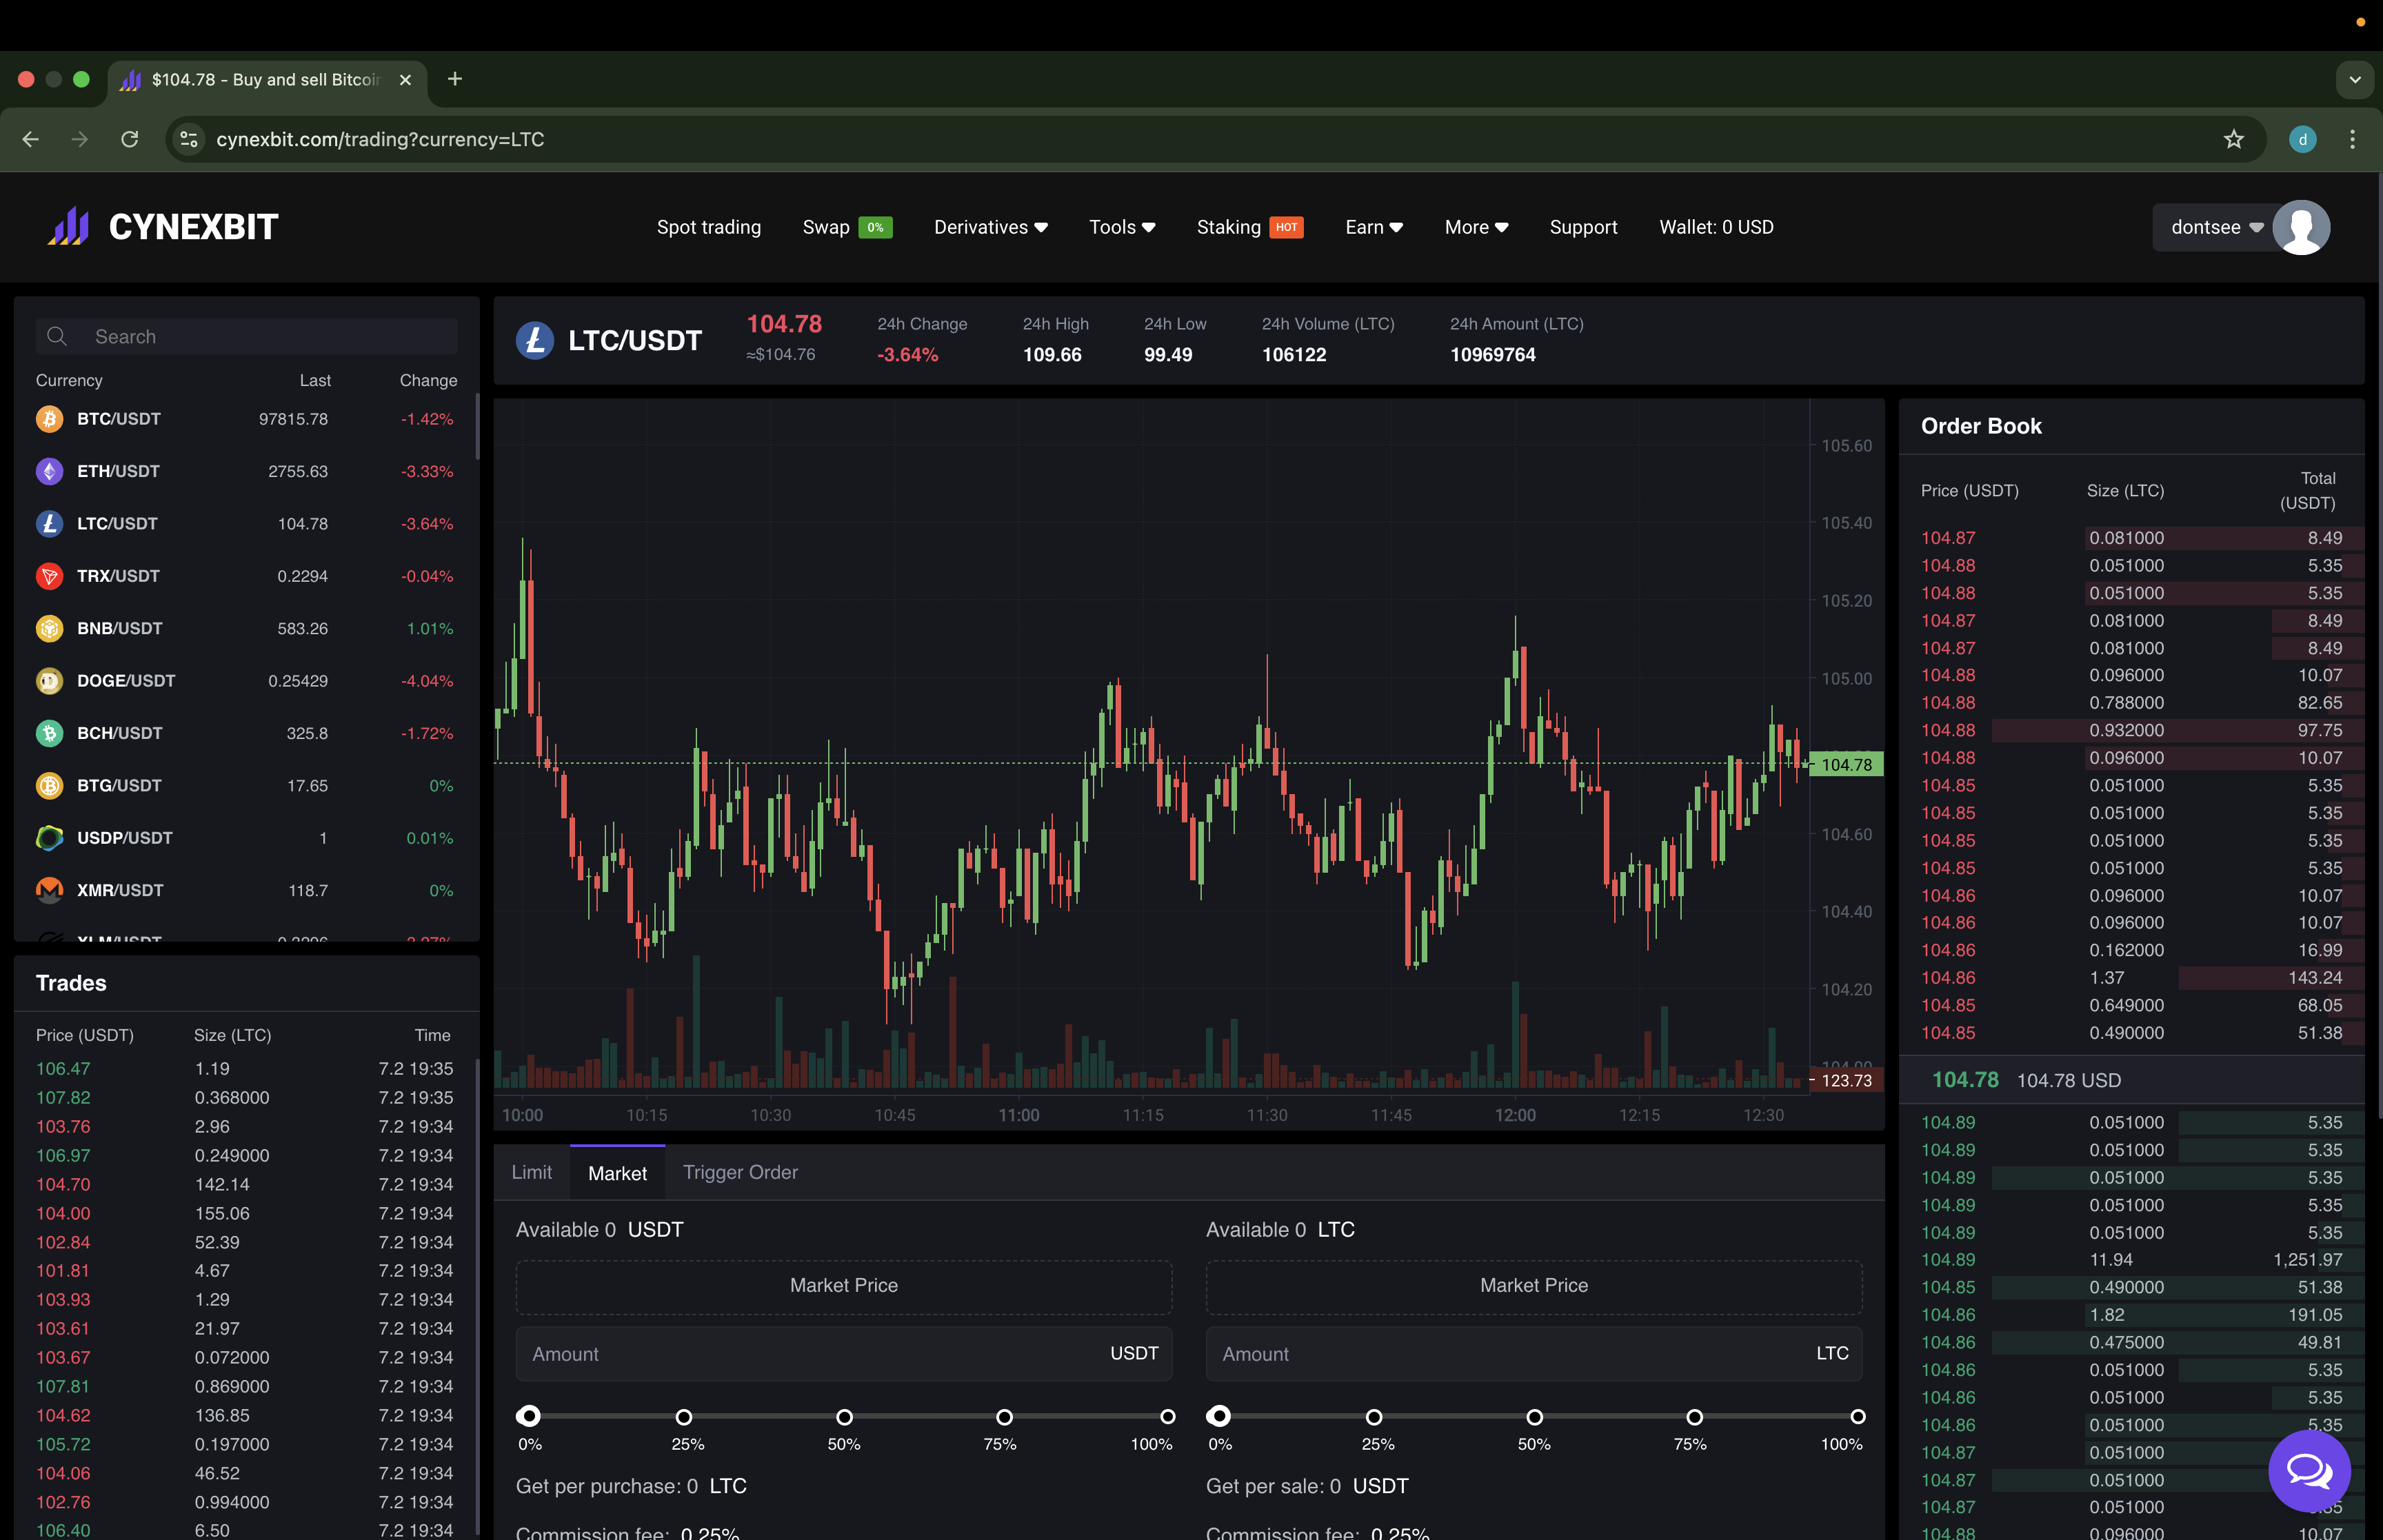 $104.78 - Buy and sell Bitcoin
cynexbit.com/trading?currency=LTC
d
CYNEXBIT
Spot trading Swap 0% Derivatives Tools Staking HOT Earn More Support Wallet: 0 USD
dontsee
Search
Currency Last Change
BTC/USDT 97815.78 -1.42%
ETH/USDT 2755.63 -3.33%
LTC/USDT 104.78 -3.64%
TRX/USDT 0.2294 -0.04%
BNB/USDT 583.26 1.01%
DOGE/USDT 0.25429 -4.04%
BCH/USDT 325.8 -1.72%
BTG/USDT 17.65 0%
USDP/USDT 1 0.01%
XMR/USDT 118.7 0%
Trades
Price (USDT) Size (LTC) Time
106.47 1.19 7.2 19:35
107.82 0.368000 7.2 19:35
103.76 2.96 7.2 19:34
106.97 0.249000 7.2 19:34
104.70 142.14 7.2 19:34
104.00 155.06 7.2 19:34
102.84 52.39 7.2 19:34
101.81 4.67 7.2 19:34
103.93 1.29 7.2 19:34
103.61 21.97 7.2 19:34
103.67 0.072000 7.2 19:34
107.81 0.869000 7.2 19:34
104.62 136.85 7.2 19:34
105.72 0.197000 7.2 19:34
104.06 46.52 7.2 19:34
102.76 0.994000 7.2 19:34
106.40 6.50 7.2 19:34
LTC/USDT
104.78
≈$104.76
24h Change
-3.64%
24h High
109.66
24h Low
99.49
24h Volume (LTC)
106122
24h Amount (LTC)
10969764
105.60
105.40
105.20
105.00
104.78
104.60
104.40
104.20
123.73
10:00 10:15 10:30 10:45 11:00 11:15 11:30 11:45 12:00 12:15 12:30
Limit Market Trigger Order
Available 0 USDT
Market Price
Amount USDT
0% 25% 50% 75% 100%
Get per purchase: 0 LTC
Commission fee: 0.25%
Available 0 LTC
Market Price
Amount LTC
0% 25% 50% 75% 100%
Get per sale: 0 USDT
Commission fee: 0.25%
Order Book
Price (USDT) Size (LTC) Total (USDT)
104.87 0.081000 8.49
104.88 0.051000 5.35
104.88 0.051000 5.35
104.87 0.081000 8.49
104.87 0.081000 8.49
104.88 0.096000 10.07
104.88 0.788000 82.65
104.88 0.932000 97.75
104.88 0.096000 10.07
104.85 0.051000 5.35
104.85 0.051000 5.35
104.85 0.051000 5.35
104.85 0.051000 5.35
104.86 0.096000 10.07
104.86 0.096000 10.07
104.86 0.162000 16.99
104.86 1.37 143.24
104.85 0.649000 68.05
104.85 0.490000 51.38
104.78 104.78 USD
104.89 0.051000 5.35
104.89 0.051000 5.35
104.89 0.051000 5.35
104.89 0.051000 5.35
104.89 0.051000 5.35
104.89 11.94 1,251.97
104.85 0.490000 51.38
104.86 1.82 191.05
104.86 0.475000 49.81
104.86 0.051000 5.35
104.86 0.051000 5.35
104.86 0.051000 5.35
104.87 0.051000
104.87 0.051000
104.87 0.051000
104.88 0.096000 10.07